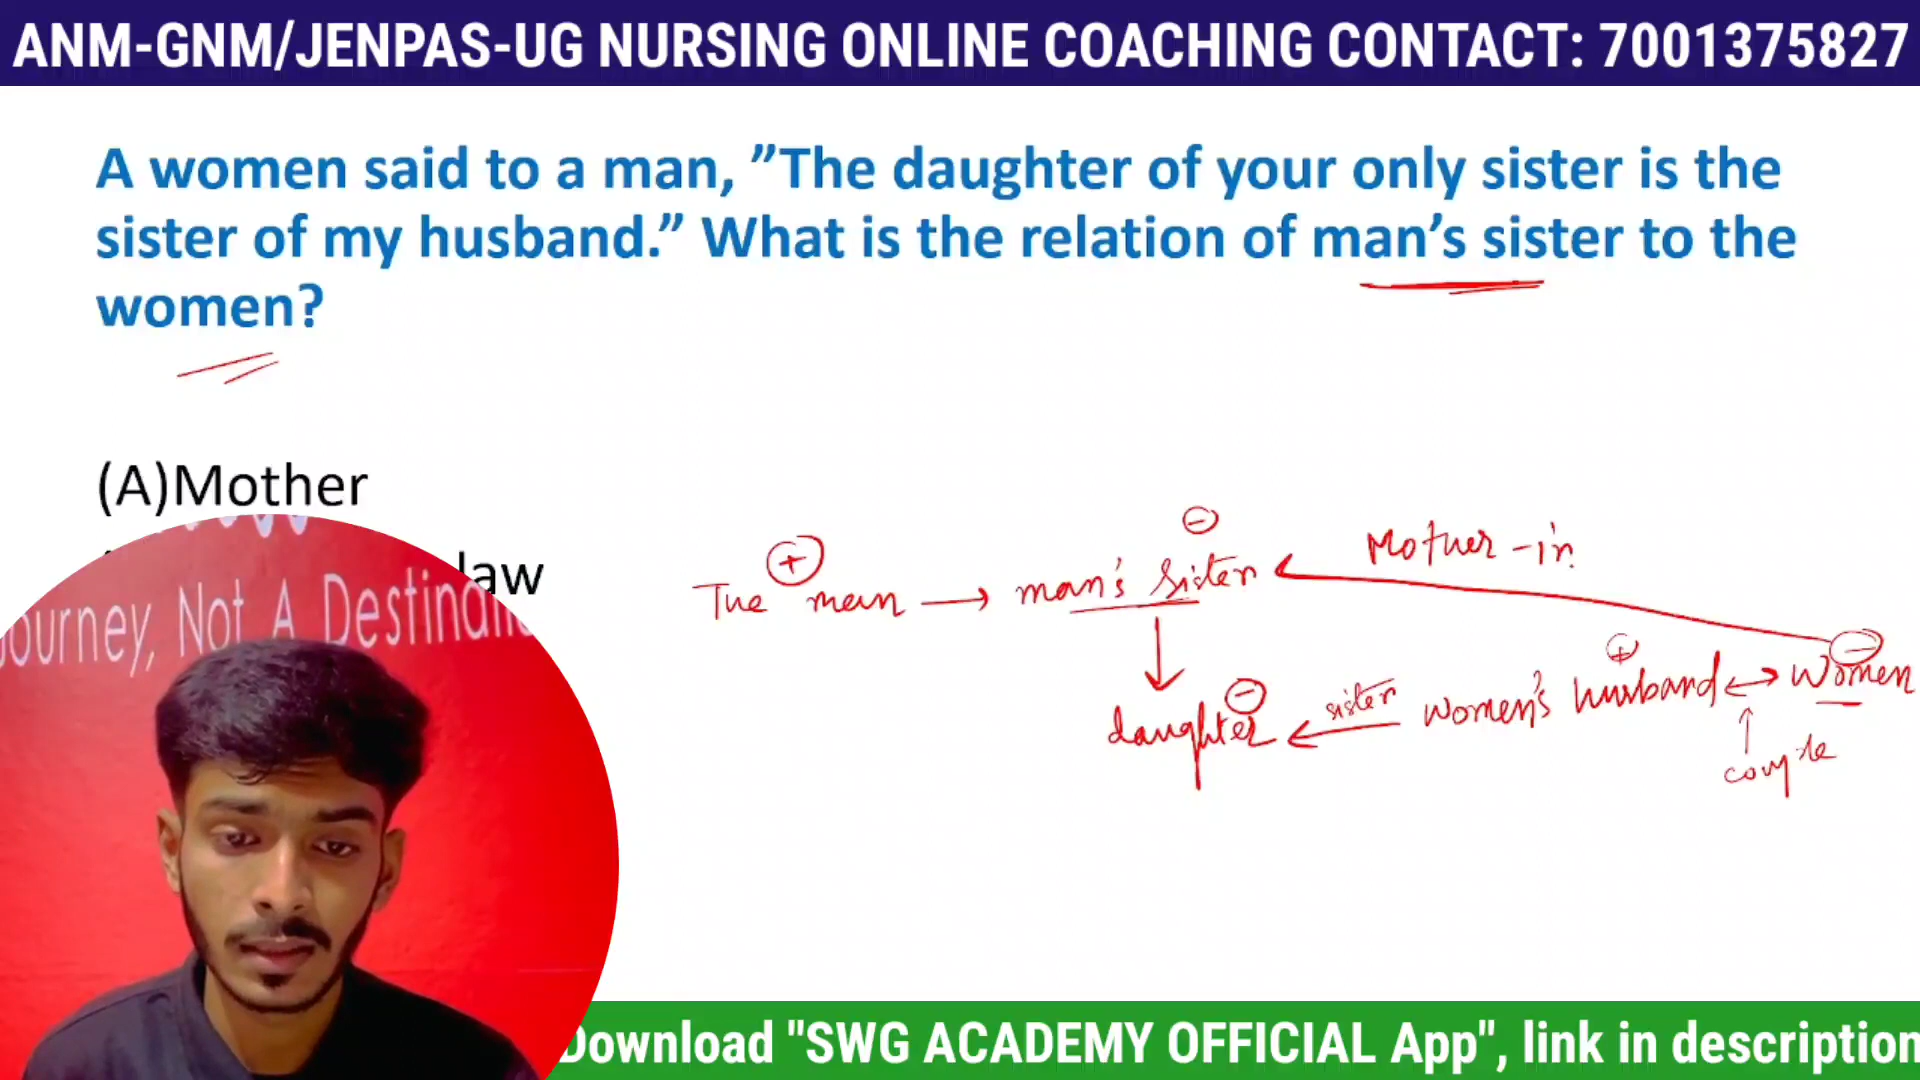 ANM-GNM/JENPAS-UG NURSING ONLINE COACHING CONTACT: 7001375827
A women said to a man, ”The daughter of your only sister is the
sister of my husband.” What is the relation of man’s sister to the
women?
(A)Mother
law
Journey, Not A Destination
The man → man's sister
Mother-in
daughter
sister
women's husband ↔ women
couple
Download "SWG ACADEMY OFFICIAL App", link in description